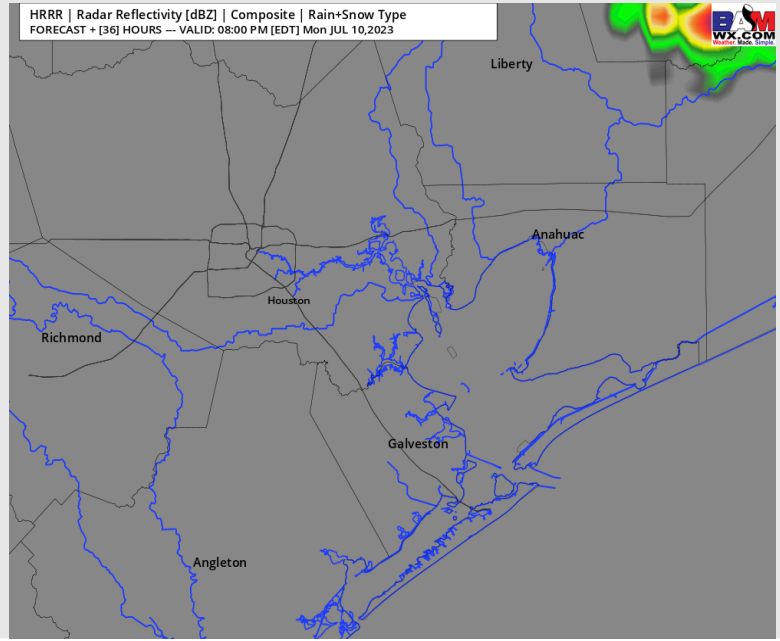 HRRR | Radar Reflectivity [dBZ] | Composite | Rain+Snow Type
FORECAST + [36] HOURS --- VALID: 08:00 PM [EDT] Mon JUL 10,2023
BAM
WX.COM
Weather. Made. Simple.
Liberty
Anahuac
Houston
Richmond
Galveston
Angleton